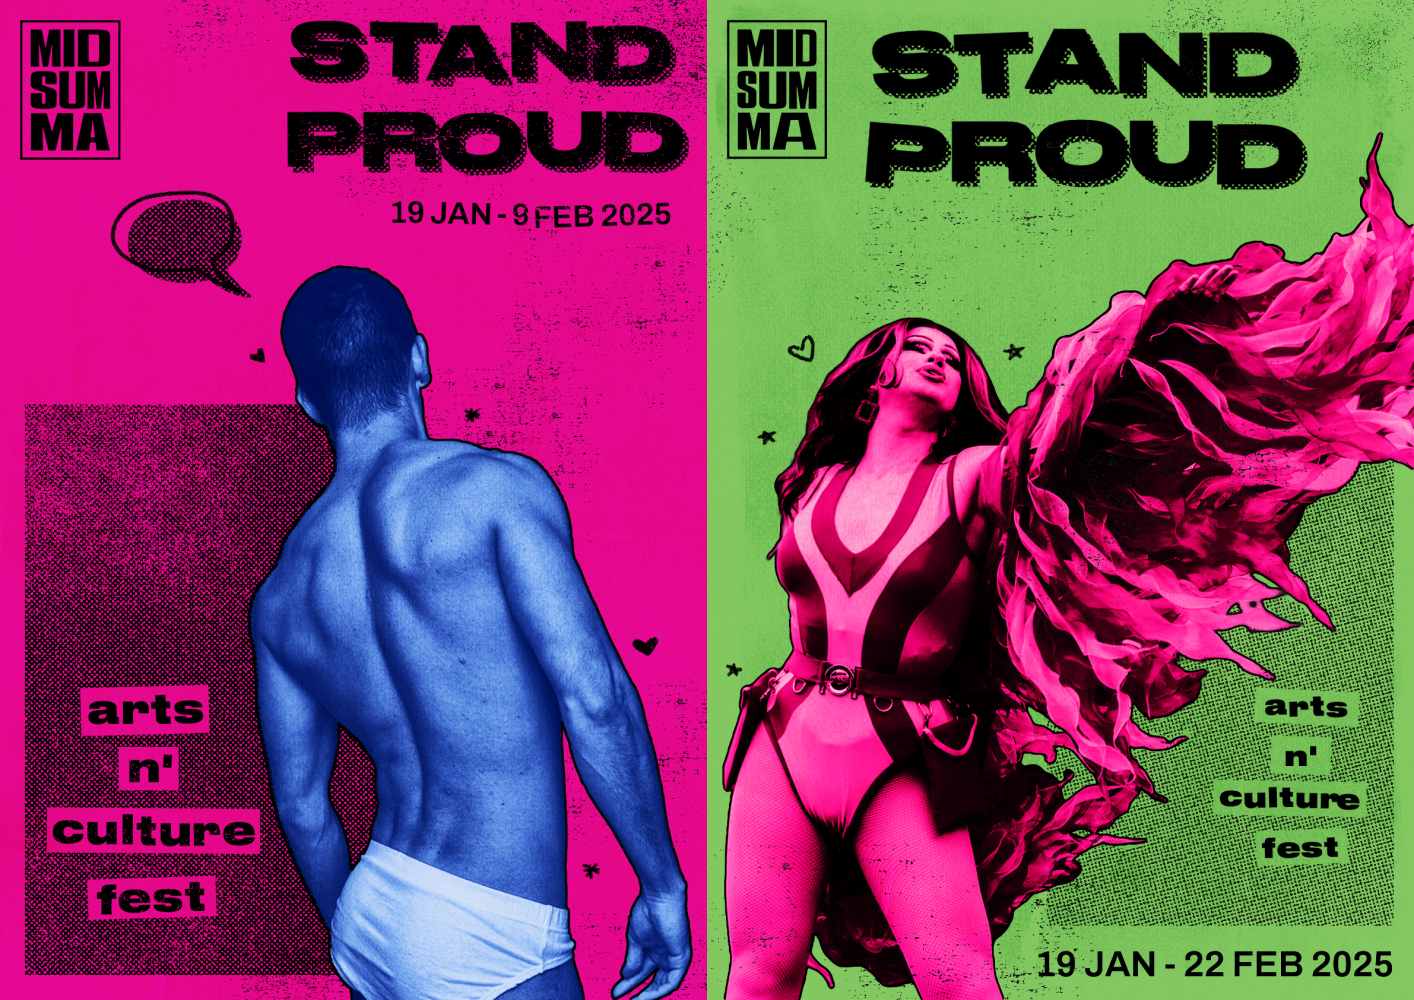 MID
SUM
MA
STAND
PROUD
19 JAN - 9 FEB 2025
arts
n'
culture
fest
MID
SUM
MA
STAND
PROUD
arts
n'
culture
fest
19 JAN - 22 FEB 2025